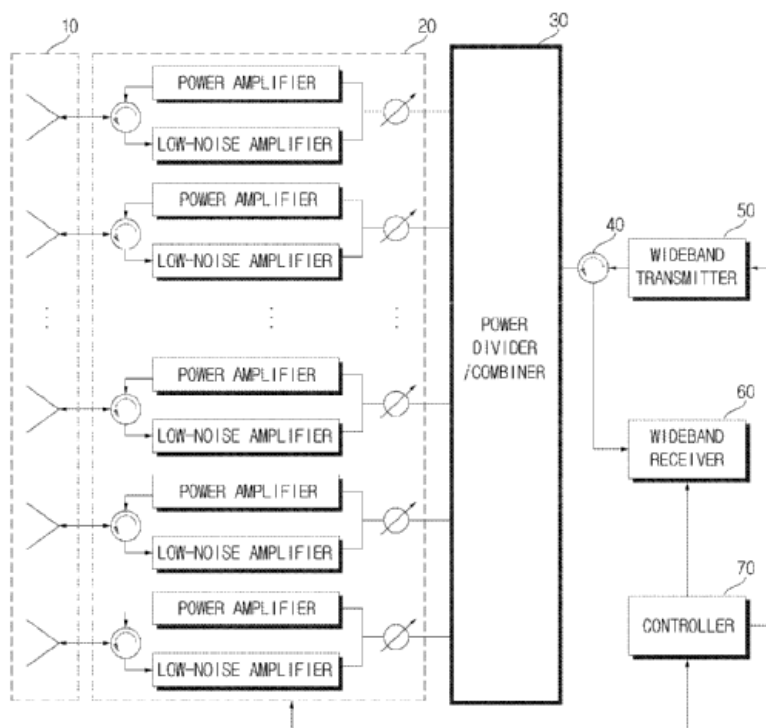 10
20
30
POWER AMPLIFIER
LOW-NOISE AMPLIFIER
POWER AMPLIFIER
LOW-NOISE AMPLIFIER
40
50
WIDEBAND
TRANSMITTER
POWER
DIVIDER
/COMBINER
POWER AMPLIFIER
LOW-NOISE AMPLIFIER
60
WIDEBAND
RECEIVER
POWER AMPLIFIER
LOW-NOISE AMPLIFIER
70
CONTROLLER
POWER AMPLIFIER
LOW-NOISE AMPLIFIER